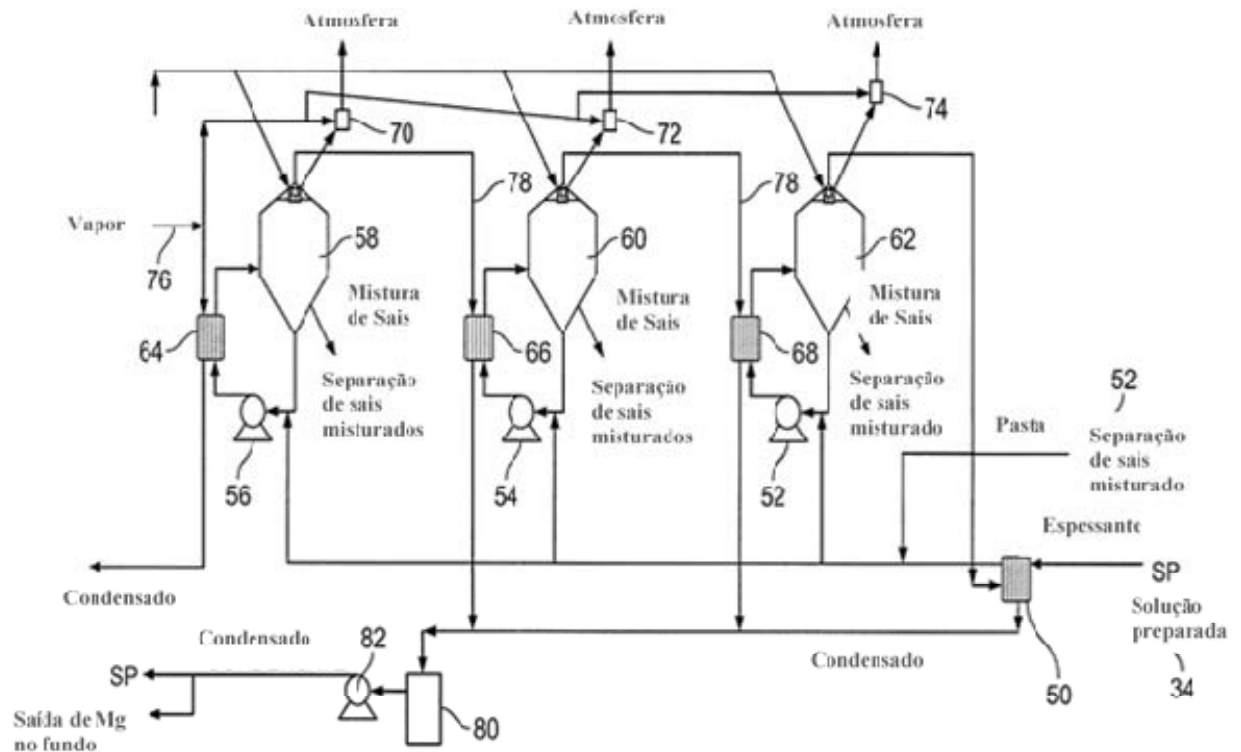 Atmosfera
Atmosfera
Atmosfera
70
72
74
78
78
Vapor
76
58
60
62
Mistura
de Sais
Mistura
de Sais
Mistura
de Sais
64
66
68
Separação
de sais
misturados
Separação
de sais
misturados
Separação
de sais
misturado
52
Pasta
Separação
de sais
misturado
56
54
52
Espessante
SP
Condensado
Solução
preparada
Condensado
82
Condensado
SP
50
34
80
Saída de Mg
no fundo